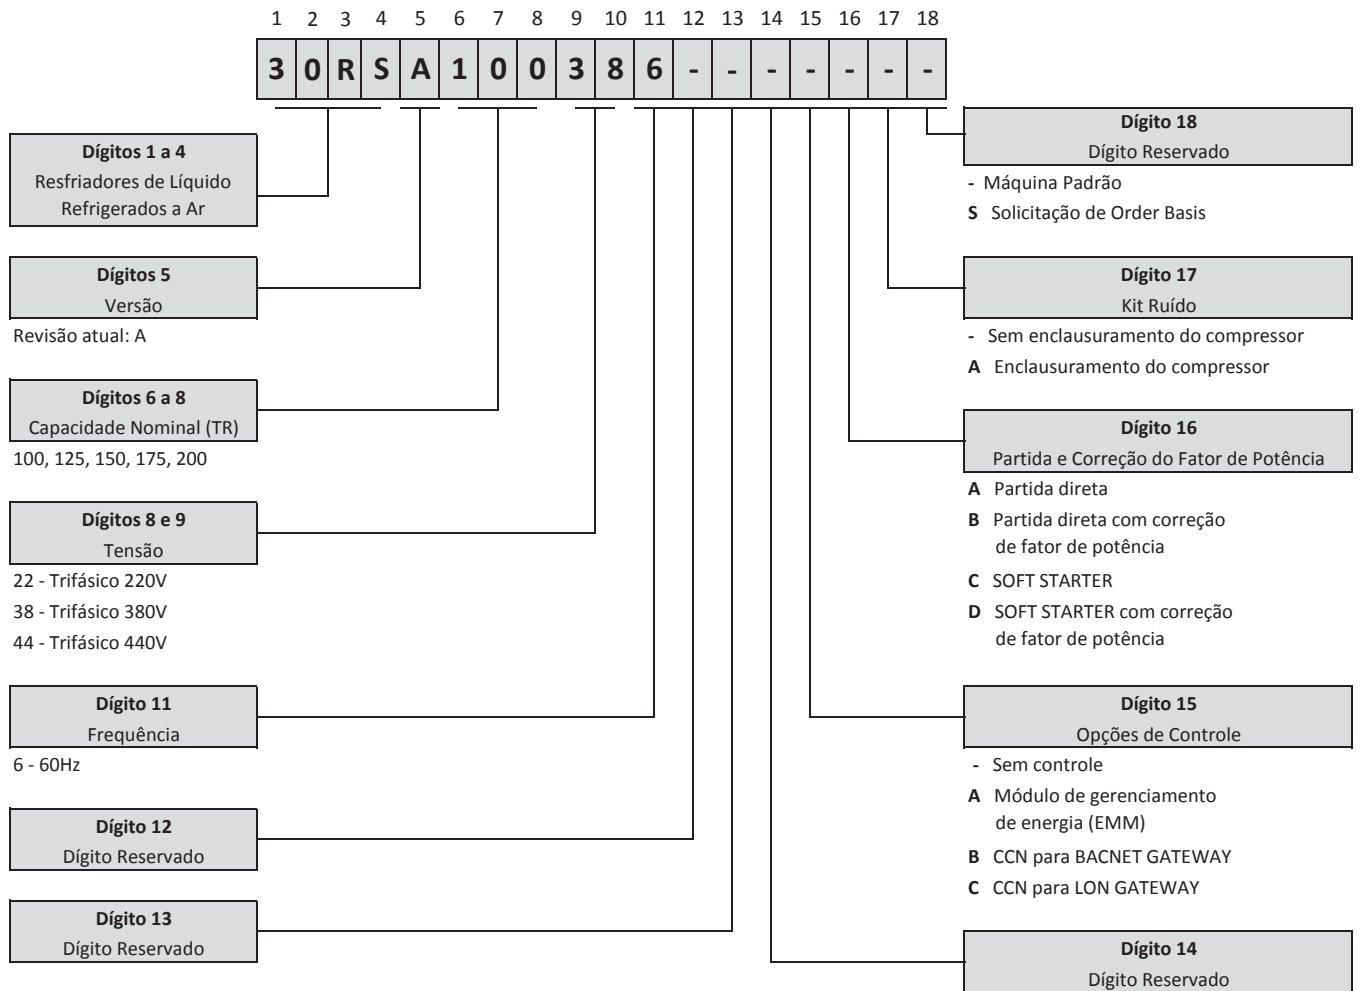 1 2 3 4 5 6 7 8 9 10 11 12 13 14 15 16 17 18
3 0 R S A 1 0 0 3 8 6 - - - - - - -
Dígitos 1 a 4
Resfriadores de Líquido
Refrigerados a Ar
Dígitos 5
Versão
Revisão atual: A
Dígitos 6 a 8
Capacidade Nominal (TR)
100, 125, 150, 175, 200
Dígitos 8 e 9
Tensão
22 - Trifásico 220V
38 - Trifásico 380V
44 - Trifásico 440V
Dígito 11
Frequência
6 - 60Hz
Dígito 12
Dígito Reservado
Dígito 13
Dígito Reservado
Dígito 18
Dígito Reservado
- Máquina Padrão
S Solicitação de Order Basis
Dígito 17
Kit Ruído
- Sem enclausuramento do compressor
A Enclausuramento do compressor
Dígito 16
Partida e Correção do Fator de Potência
A Partida direta
B Partida direta com correção
de fator de potência
C SOFT STARTER
D SOFT STARTER com correção
de fator de potência
Dígito 15
Opções de Controle
- Sem controle
A Módulo de gerenciamento
de energia (EMM)
B CCN para BACNET GATEWAY
C CCN para LON GATEWAY
Dígito 14
Dígito Reservado